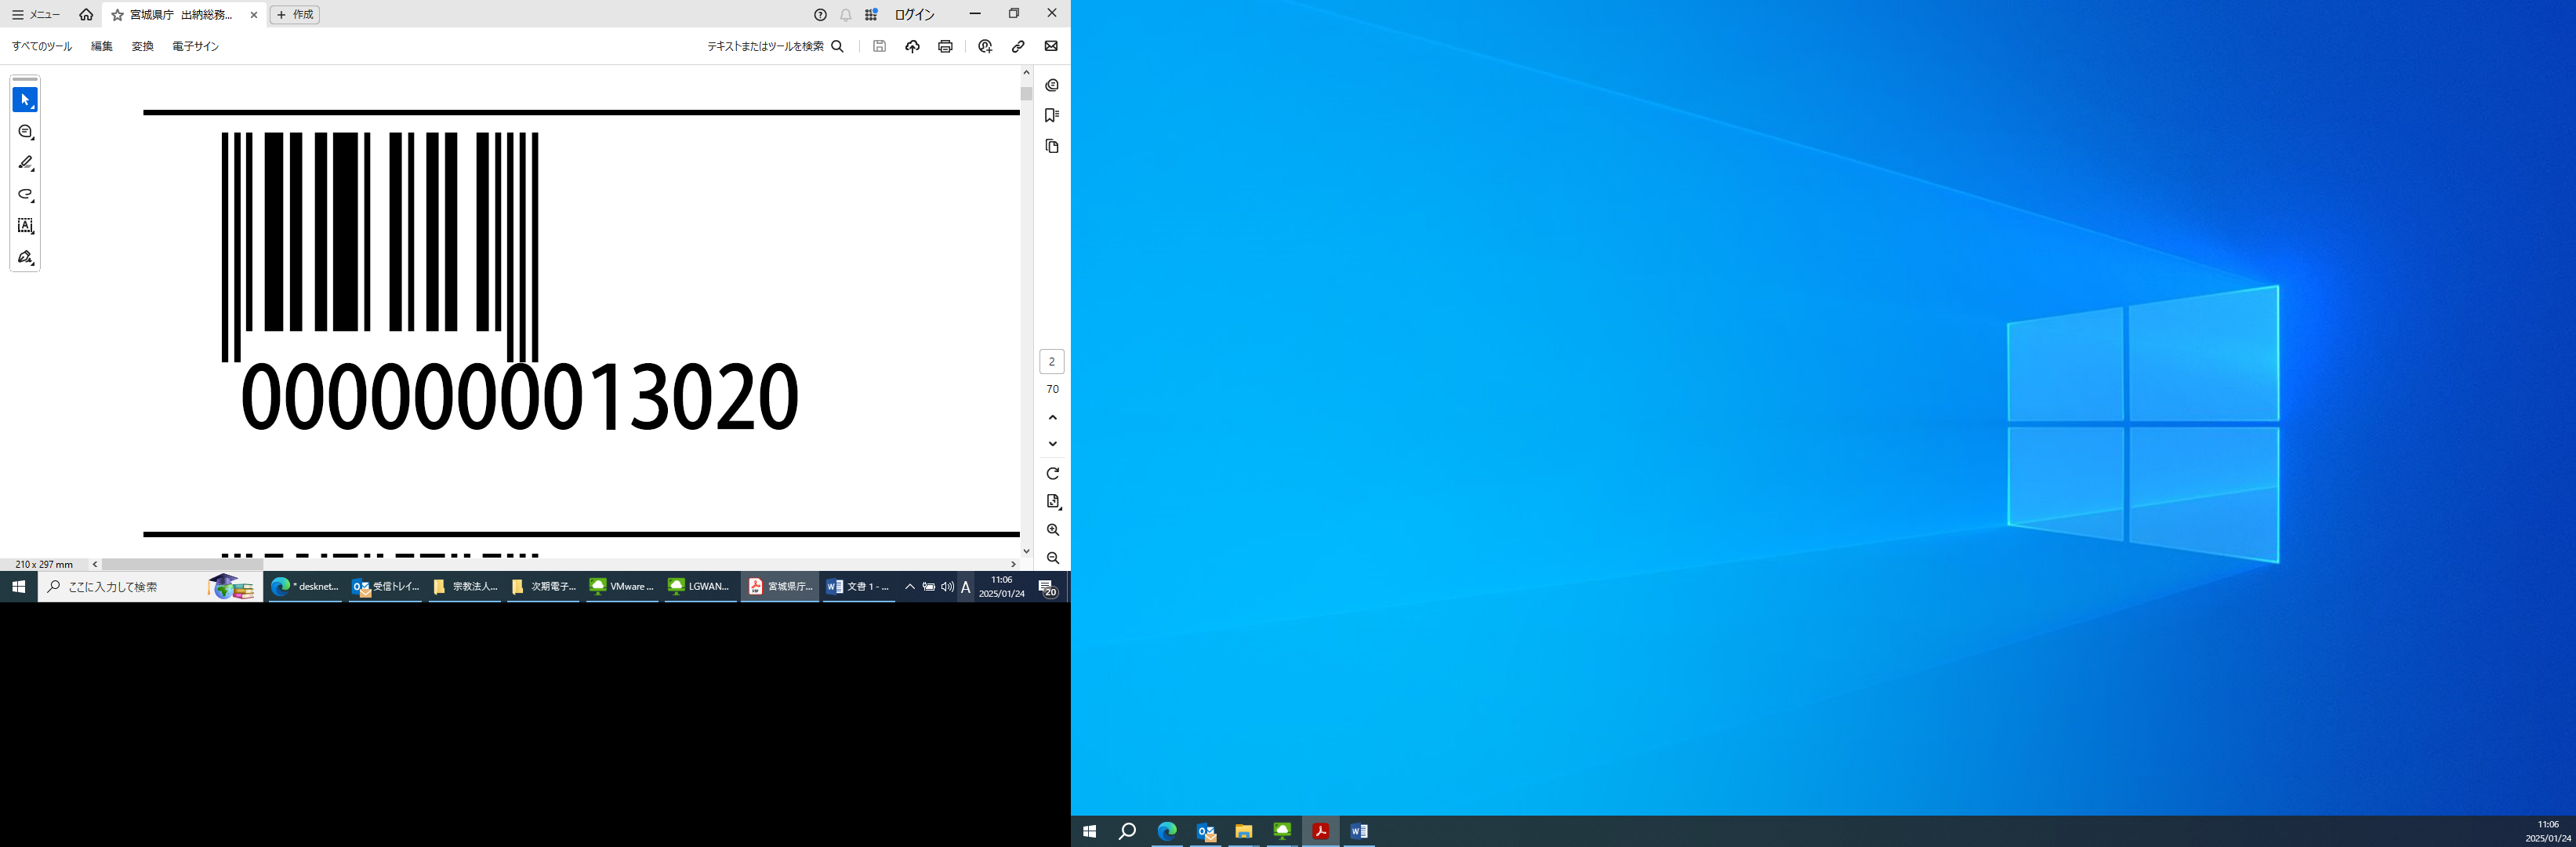 メニュー
宮城県庁 出納総務...
作成
ログイン
すべてのツール 編集 変換 電子サイン
テキストまたはツールを検索
0000000013020
2
70
210 x 297 mm
ここに入力して検索
* desknet...
受信トレイ...
宗教法人...
次期電子...
VMware ...
LGWAN...
宮城県庁...
文書 1 - ...
A
11:06
2025/01/24
20
11:06
2025/01/24